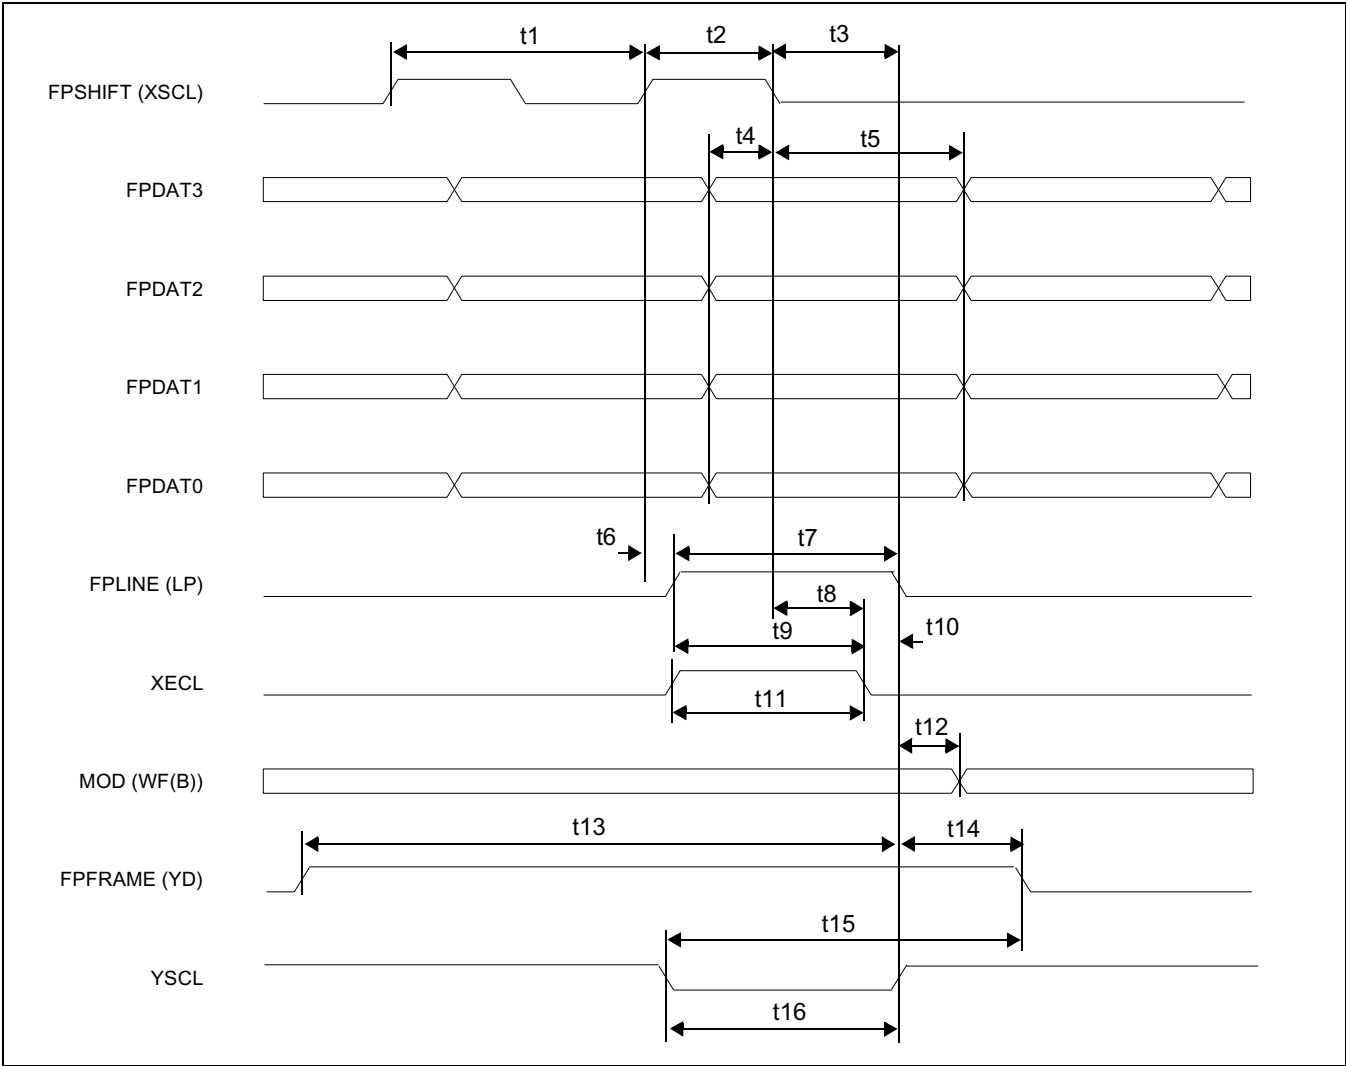 t1
t2
t3
FPSHIFT (XSCL)
t4
t5
FPDAT3
FPDAT2
FPDAT1
FPDAT0
t6
t7
FPLINE (LP)
t8
t9
t10
XECL
t11
t12
MOD (WF(B))
t13
t14
FPFRAME (YD)
t15
YSCL
t16